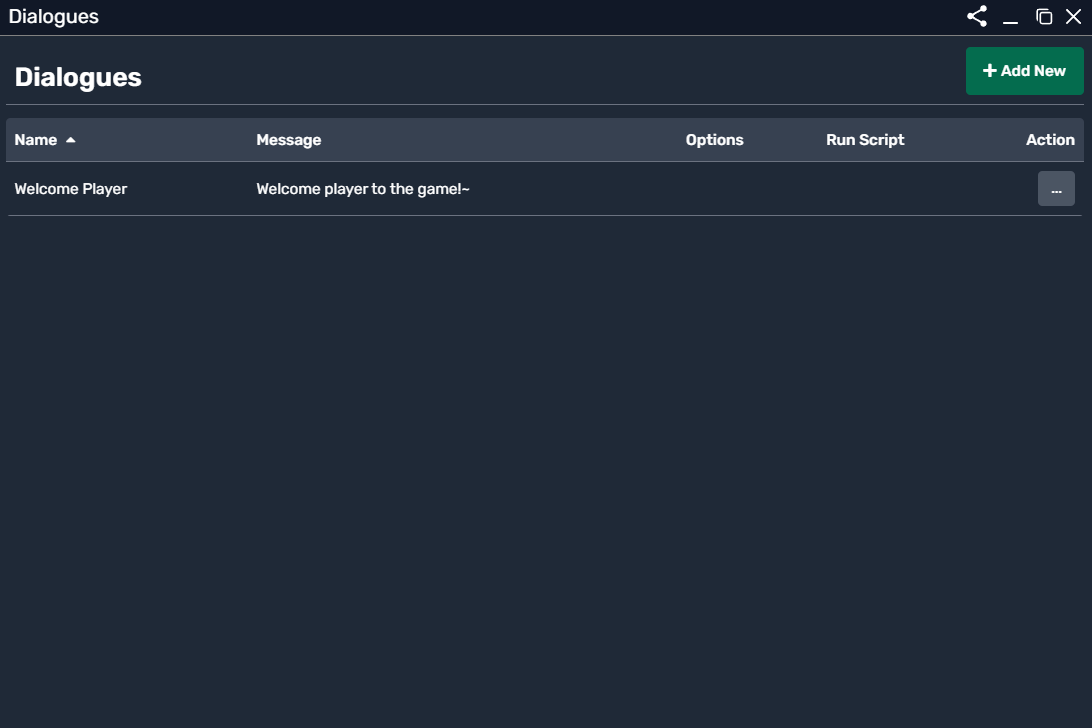 Dialogues
Dialogues
Add New
Name Message Options Run Script Action
Welcome Player Welcome player to the game!~ ...